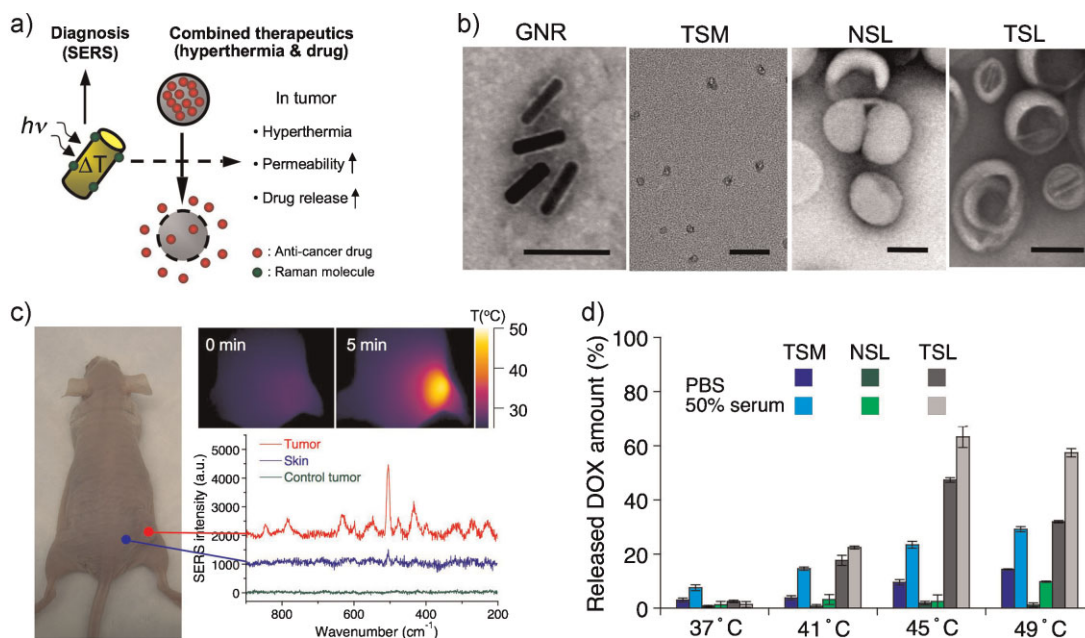 a)
Diagnosis
(SERS)
Combined therapeutics
(hyperthermia & drug)
hν
ΔT
In tumor
• Hyperthermia
• Permeability ↑
• Drug release ↑
: Anti-cancer drug
: Raman molecule
b)
GNR TSM NSL TSL
c)
0 min 5 min
T(°C)
50
40
30
Tumor
Skin
Control tumor
SERS intensity (a.u.)
5000
4000
3000
2000
1000
0
800 600 400 200
Wavenumber (cm⁻¹)
d)
Released DOX amount (%)
100
80
60
40
20
0
TSM NSL TSL
PBS
50% serum
37°C 41°C 45°C 49°C